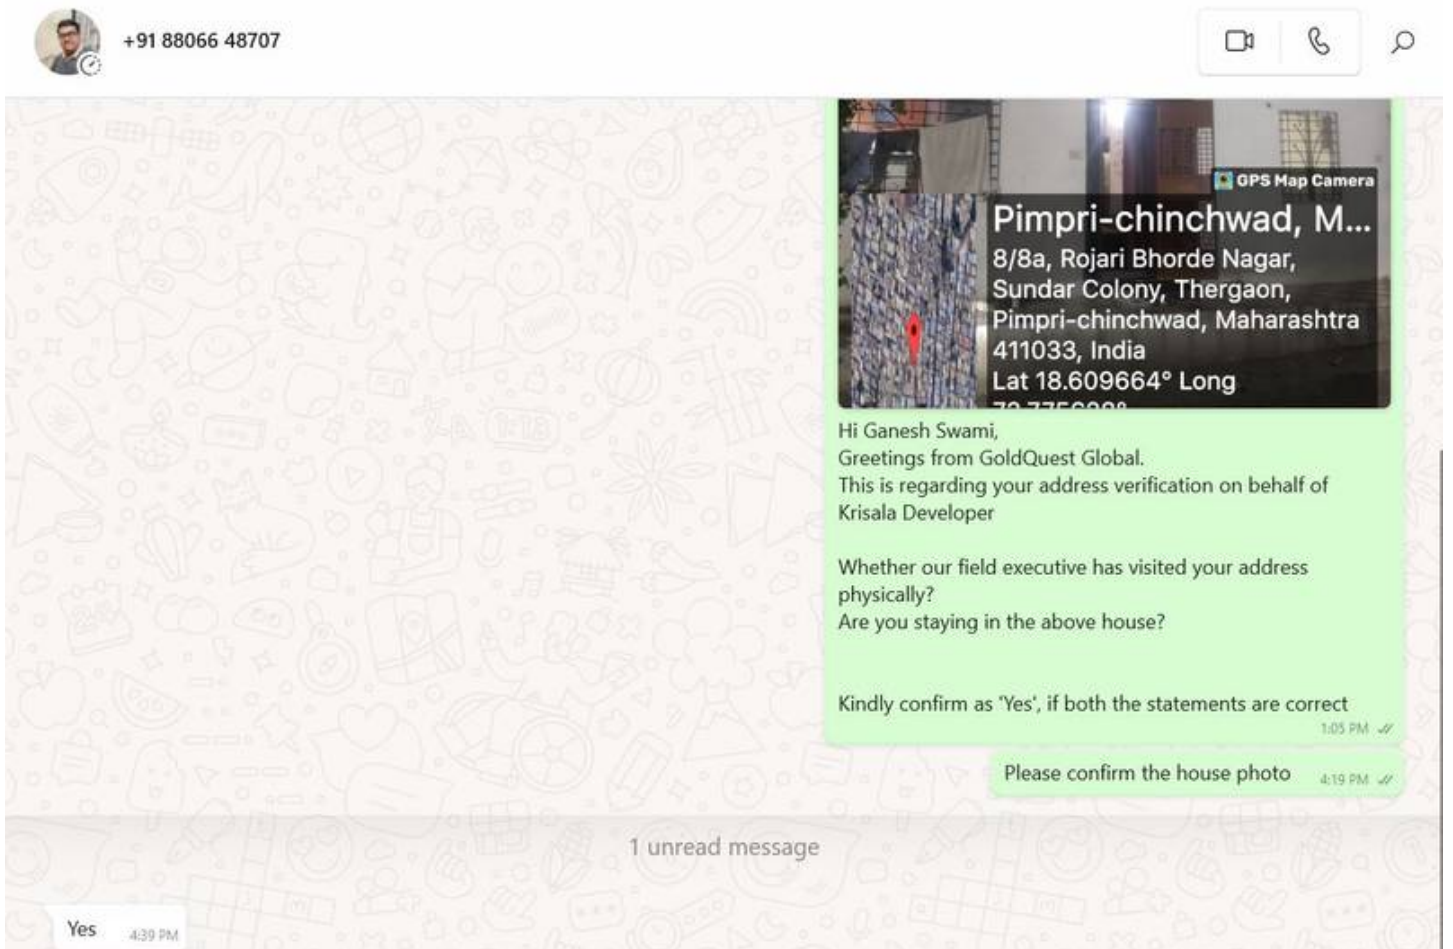 +91 88066 48707
GPS Map Camera
Pimpri-chinchwad, M...
8/8a, Rojari Bhorde Nagar,
Sundar Colony, Thergaon,
Pimpri-chinchwad, Maharashtra
411033, India
Lat 18.609664° Long
Hi Ganesh Swami,
Greetings from GoldQuest Global.
This is regarding your address verification on behalf of
Krisala Developer
Whether our field executive has visited your address
physically?
Are you staying in the above house?
Kindly confirm as 'Yes', if both the statements are correct
1:05 PM
Please confirm the house photo 4:19 PM
1 unread message
Yes 4:39 PM